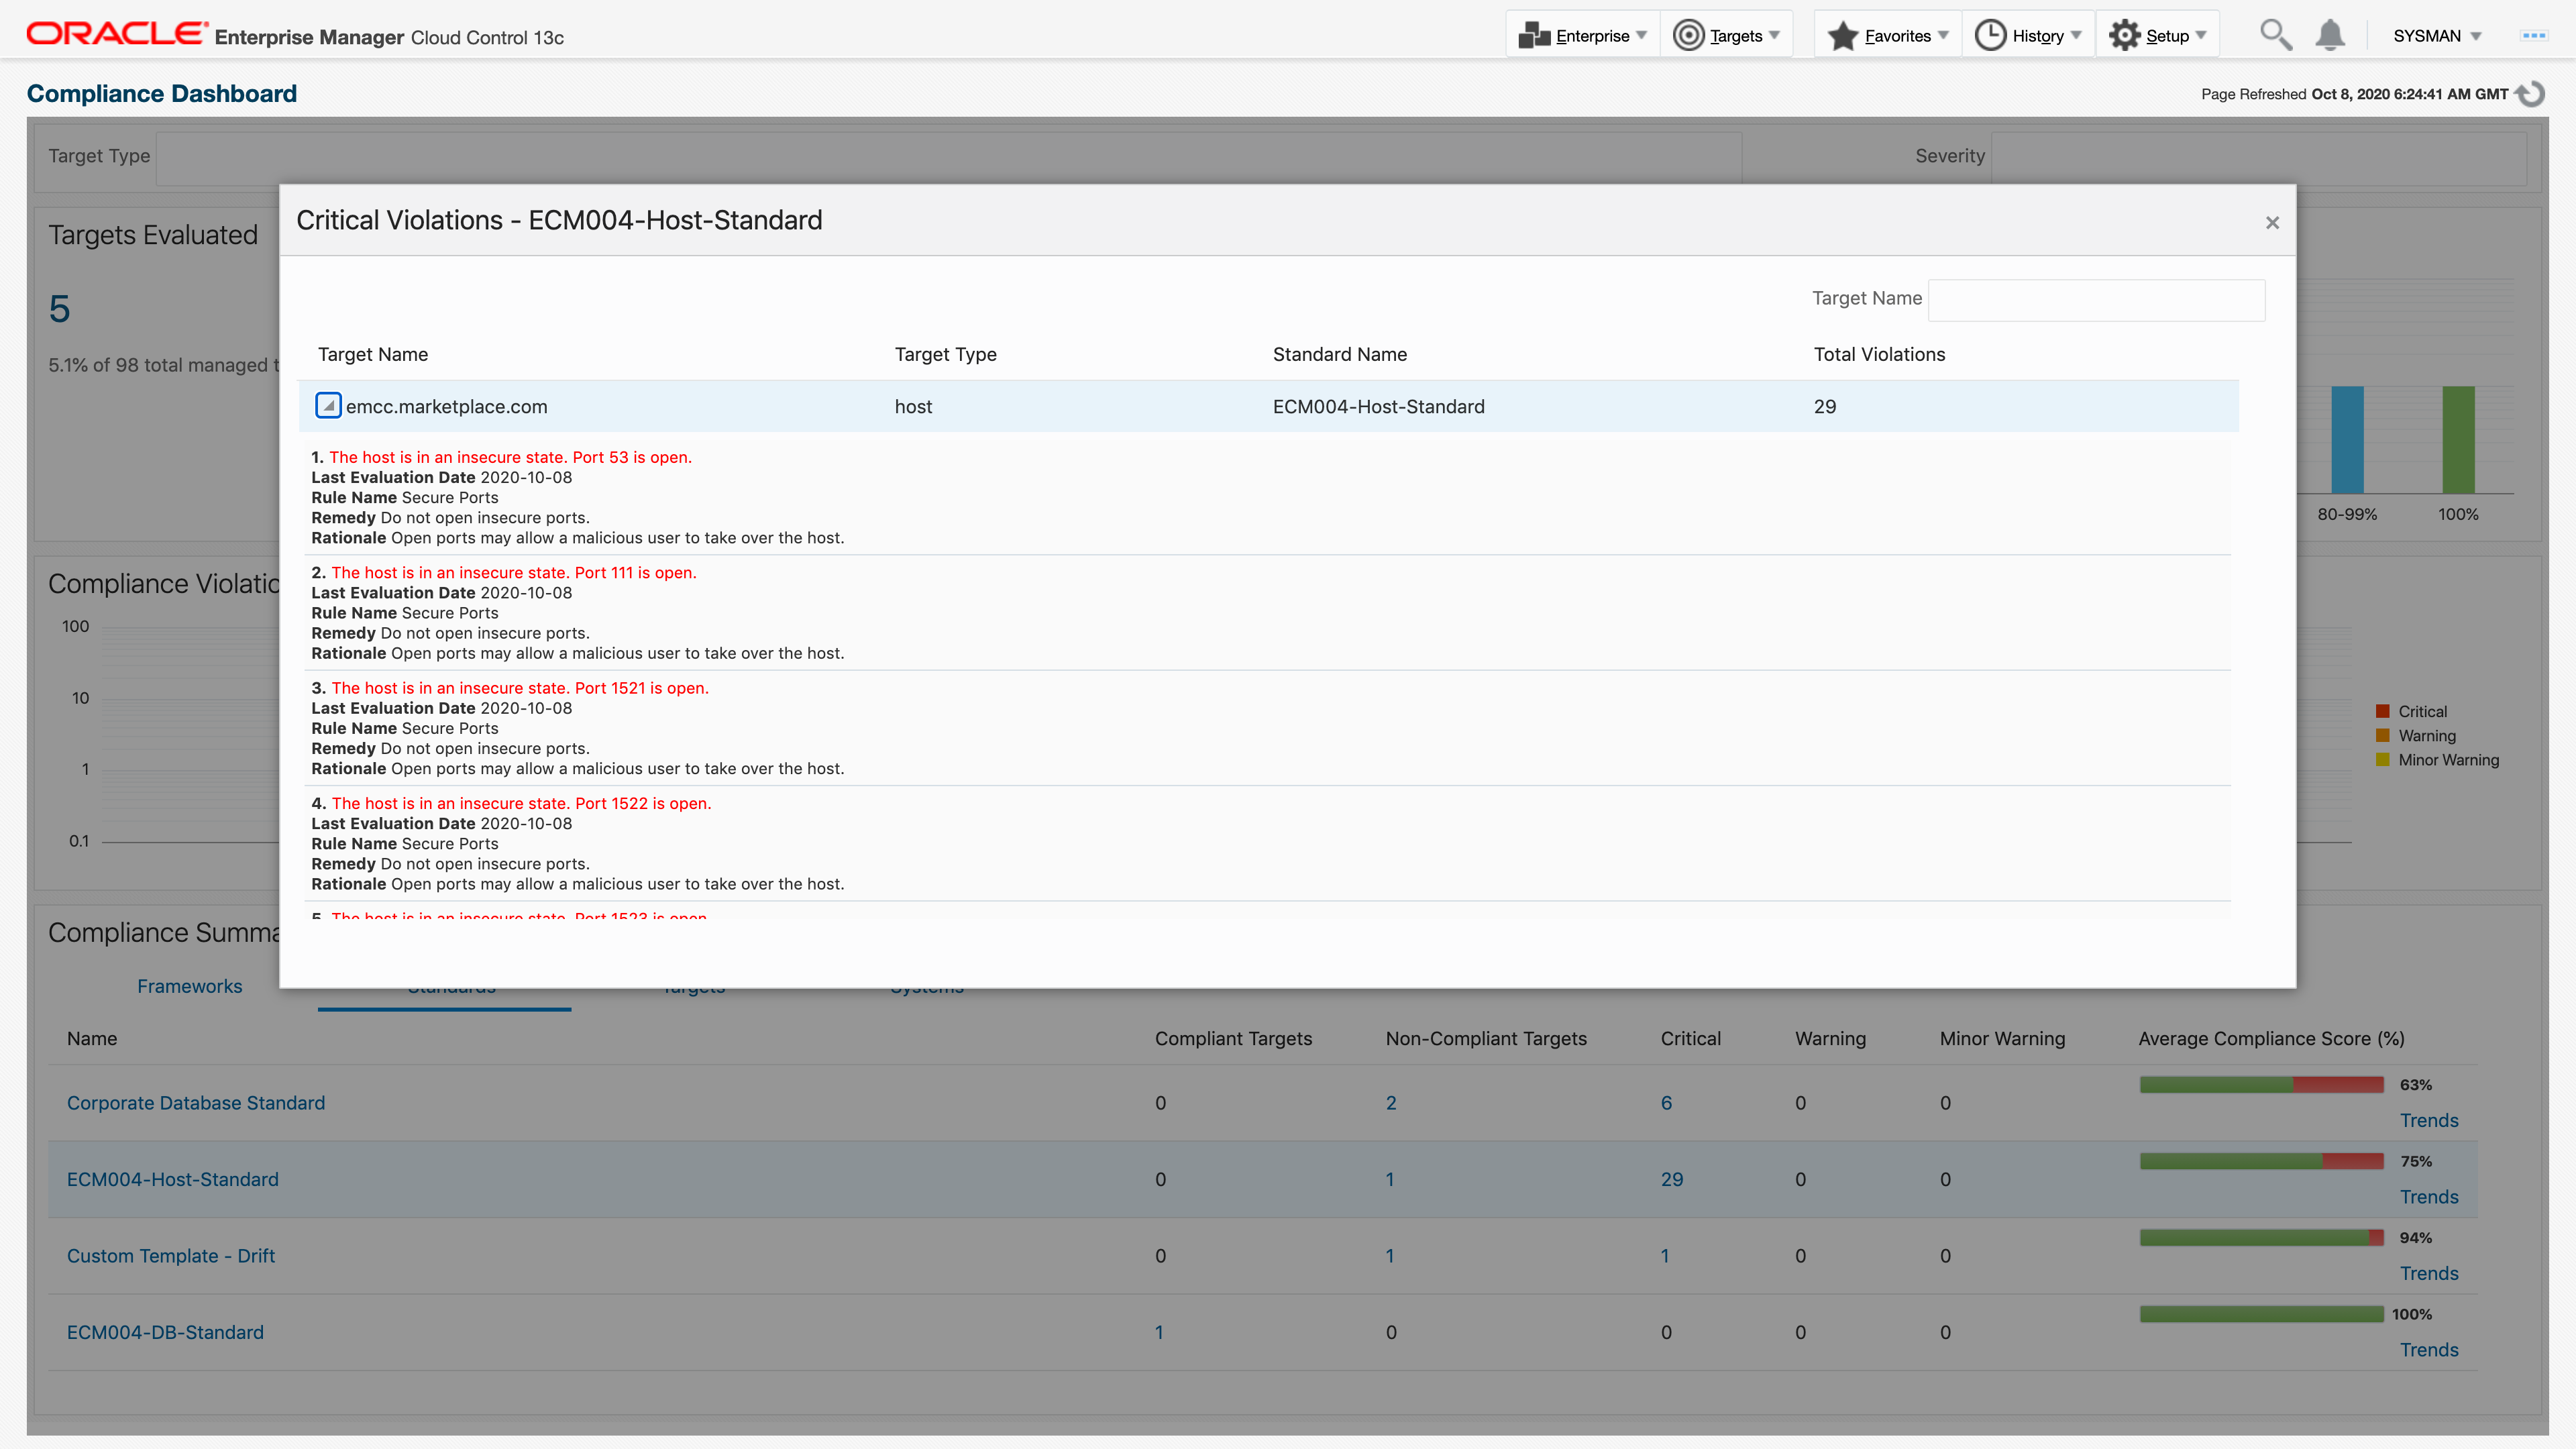 ORACLE Enterprise Manager Cloud Control 13c
Enterprise
Targets
Favorites
History
Setup
SYSMAN
Compliance Dashboard
Page Refreshed Oct 8, 2020 6:24:41 AM GMT
Target Type
Severity
Targets Evaluated
5
5.1% of 98 total managed
Critical Violations - ECM004-Host-Standard
×
Target Name
Target Name Target Type Standard Name Total Violations
emcc.marketplace.com host ECM004-Host-Standard 29
1. The host is in an insecure state. Port 53 is open.
Last Evaluation Date 2020-10-08
Rule Name Secure Ports
Remedy Do not open insecure ports.
Rationale Open ports may allow a malicious user to take over the host.
2. The host is in an insecure state. Port 111 is open.
Last Evaluation Date 2020-10-08
Rule Name Secure Ports
Remedy Do not open insecure ports.
Rationale Open ports may allow a malicious user to take over the host.
3. The host is in an insecure state. Port 1521 is open.
Last Evaluation Date 2020-10-08
Rule Name Secure Ports
Remedy Do not open insecure ports.
Rationale Open ports may allow a malicious user to take over the host.
4. The host is in an insecure state. Port 1522 is open.
Last Evaluation Date 2020-10-08
Rule Name Secure Ports
Remedy Do not open insecure ports.
Rationale Open ports may allow a malicious user to take over the host.
5. The host is in an insecure state. Port 1523 is open.
80-99% 100%
Compliance
100
10
1
0.1
Critical
Warning
Minor Warning
Compliance
Frameworks Standards Targets Systems
Name Compliant Targets Non-Compliant Targets Critical Warning Minor Warning Average Compliance Score (%)
Corporate Database Standard 0 2 6 0 0 63%
Trends
ECM004-Host-Standard 0 1 29 0 0 75%
Trends
Custom Template - Drift 0 1 1 0 0 94%
Trends
ECM004-DB-Standard 1 0 0 0 0 100%
Trends